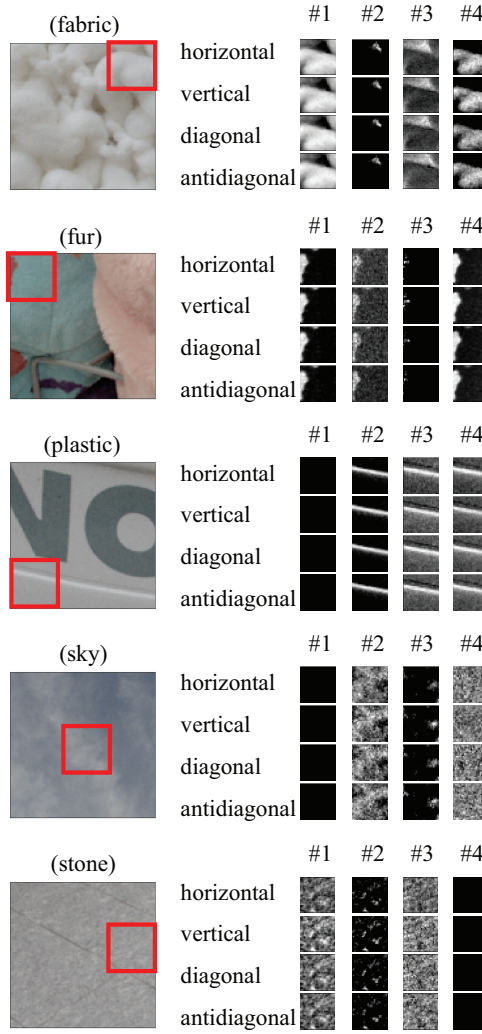 (fabric)
#1 #2 #3 #4
horizontal
vertical
diagonal
antidiagonal
(fur)
#1 #2 #3 #4
horizontal
vertical
diagonal
antidiagonal
(plastic)
#1 #2 #3 #4
NO
horizontal
vertical
diagonal
antidiagonal
(sky)
#1 #2 #3 #4
horizontal
vertical
diagonal
antidiagonal
(stone)
#1 #2 #3 #4
horizontal
vertical
diagonal
antidiagonal